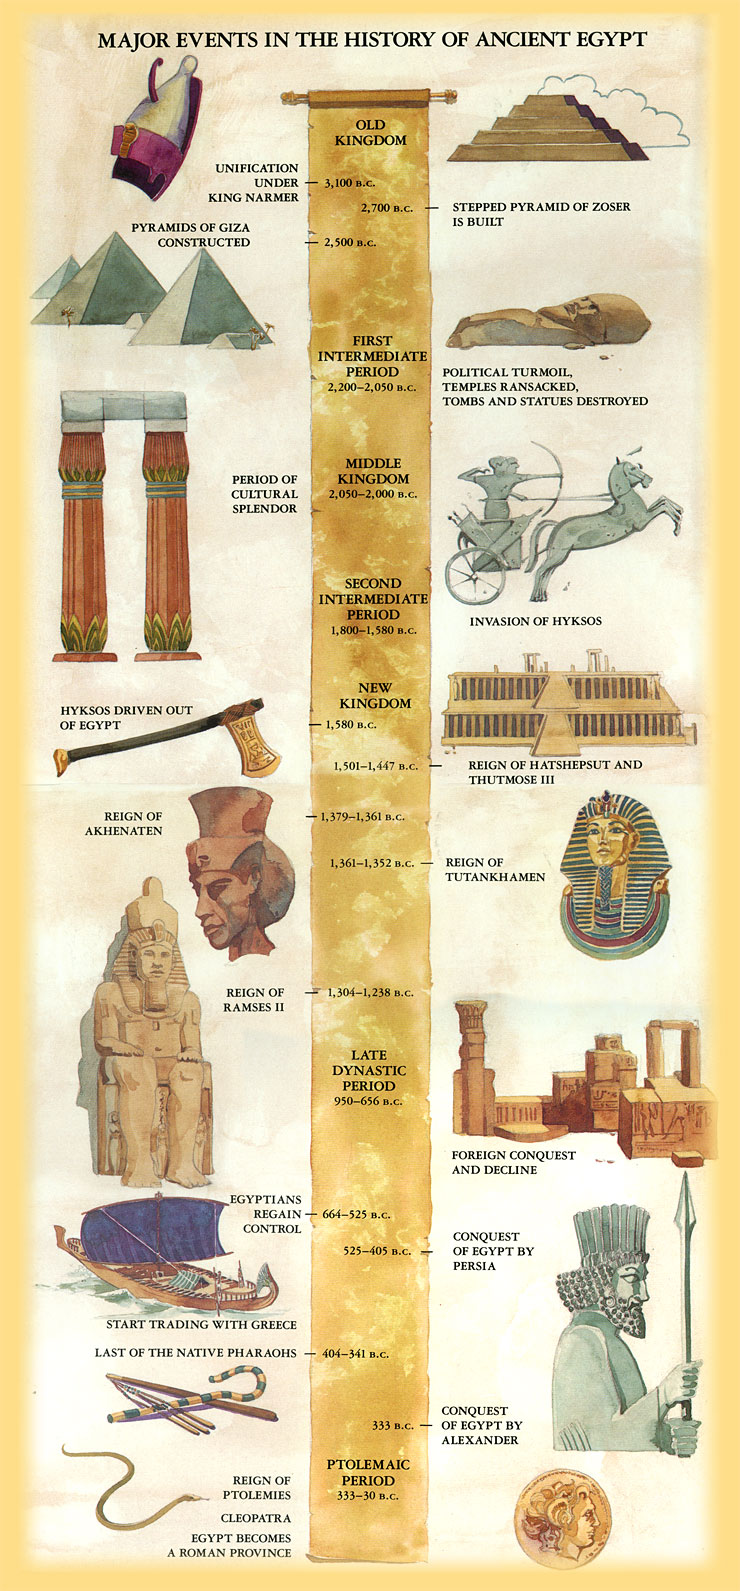 MAJOR EVENTS IN THE HISTORY OF ANCIENT EGYPT
OLD
KINGDOM
UNIFICATION
UNDER
KING NARMER
3,100 B.C.
2,700 B.C.
STEPPED PYRAMID OF ZOSER
IS BUILT
PYRAMIDS OF GIZA
CONSTRUCTED
2,500 B.C.
FIRST
INTERMEDIATE
PERIOD
2,200–2,050 B.C.
POLITICAL TURMOIL,
TEMPLES RANSACKED,
TOMBS AND STATUES DESTROYED
MIDDLE
KINGDOM
2,050–2,000 B.C.
PERIOD OF
CULTURAL
SPLENDOR
SECOND
INTERMEDIATE
PERIOD
1,800–1,580 B.C.
INVASION OF HYKSOS
NEW
KINGDOM
HYKSOS DRIVEN OUT
OF EGYPT
1,580 B.C.
1,501–1,447 B.C.
REIGN OF HATSHEPSUT AND
THUTMOSE III
REIGN OF
AKHENATEN
1,379–1,361 B.C.
1,361–1,352 B.C.
REIGN OF
TUTANKHAMEN
REIGN OF
RAMSES II
1,304–1,238 B.C.
LATE
DYNASTIC
PERIOD
950–656 B.C.
FOREIGN CONQUEST
AND DECLINE
EGYPTIANS
REGAIN
CONTROL
664–525 B.C.
525–405 B.C.
CONQUEST
OF EGYPT BY
PERSIA
START TRADING WITH GREECE
LAST OF THE NATIVE PHARAOHS
404–341 B.C.
333 B.C.
CONQUEST
OF EGYPT BY
ALEXANDER
PTOLEMAIC
PERIOD
333–30 B.C.
REIGN OF
PTOLEMIES
CLEOPATRA
EGYPT BECOMES
A ROMAN PROVINCE